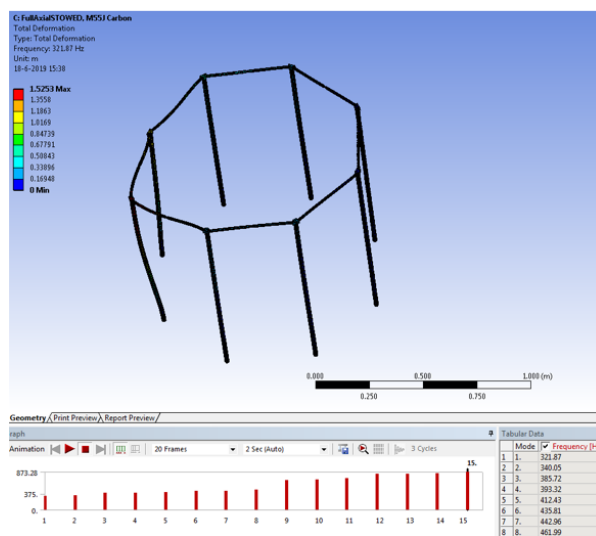 C: FullAxialSTOWED, M55J Carbon
Total Deformation
Type: Total Deformation
Frequency: 321.87 Hz
Unit: m
18-6-2019 15:38
1.5253 Max
1.3558
1.1863
1.0169
0.84739
0.67791
0.50843
0.33896
0.16948
0 Min
0.000 0.500 1.000 (m)
0.250 0.750
Geometry Print Preview Report Preview
raph
Animation 20 Frames 2 Sec (Auto) 3 Cycles
15.
873.28
375.
0.
1 2 3 4 5 6 7 8 9 10 11 12 13 14 15
Tabular Data
Mode Frequency [H
1 1. 321.87
2 2. 340.05
3 3. 385.72
4 4. 393.32
5 5. 412.43
6 6. 435.81
7 7. 442.96
8 8. 461.99